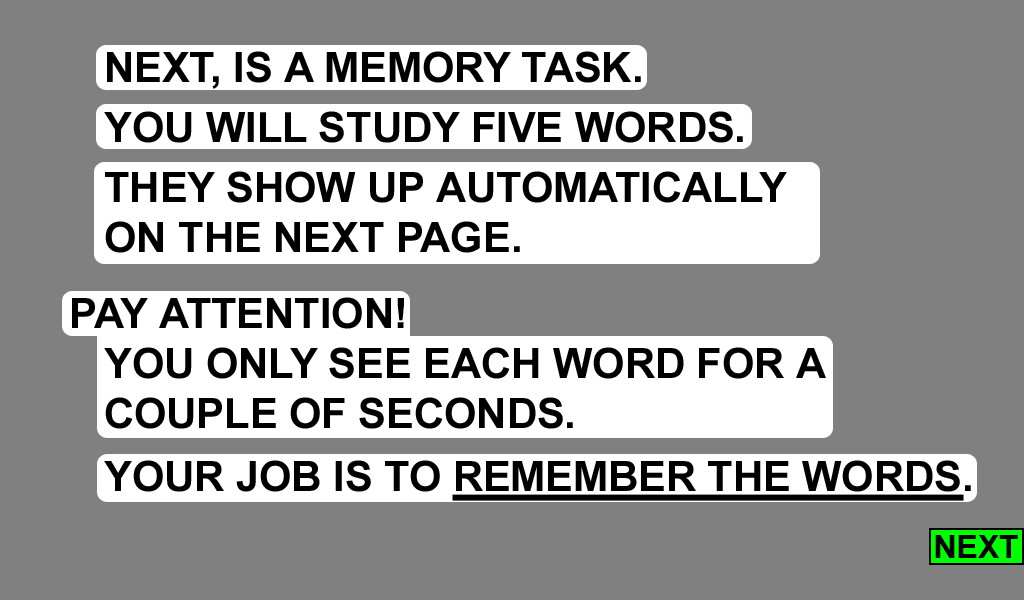 NEXT, IS A MEMORY TASK.
YOU WILL STUDY FIVE WORDS.
THEY SHOW UP AUTOMATICALLY
ON THE NEXT PAGE.
PAY ATTENTION!
YOU ONLY SEE EACH WORD FOR A
COUPLE OF SECONDS.
YOUR JOB IS TO REMEMBER THE WORDS.
NEXT